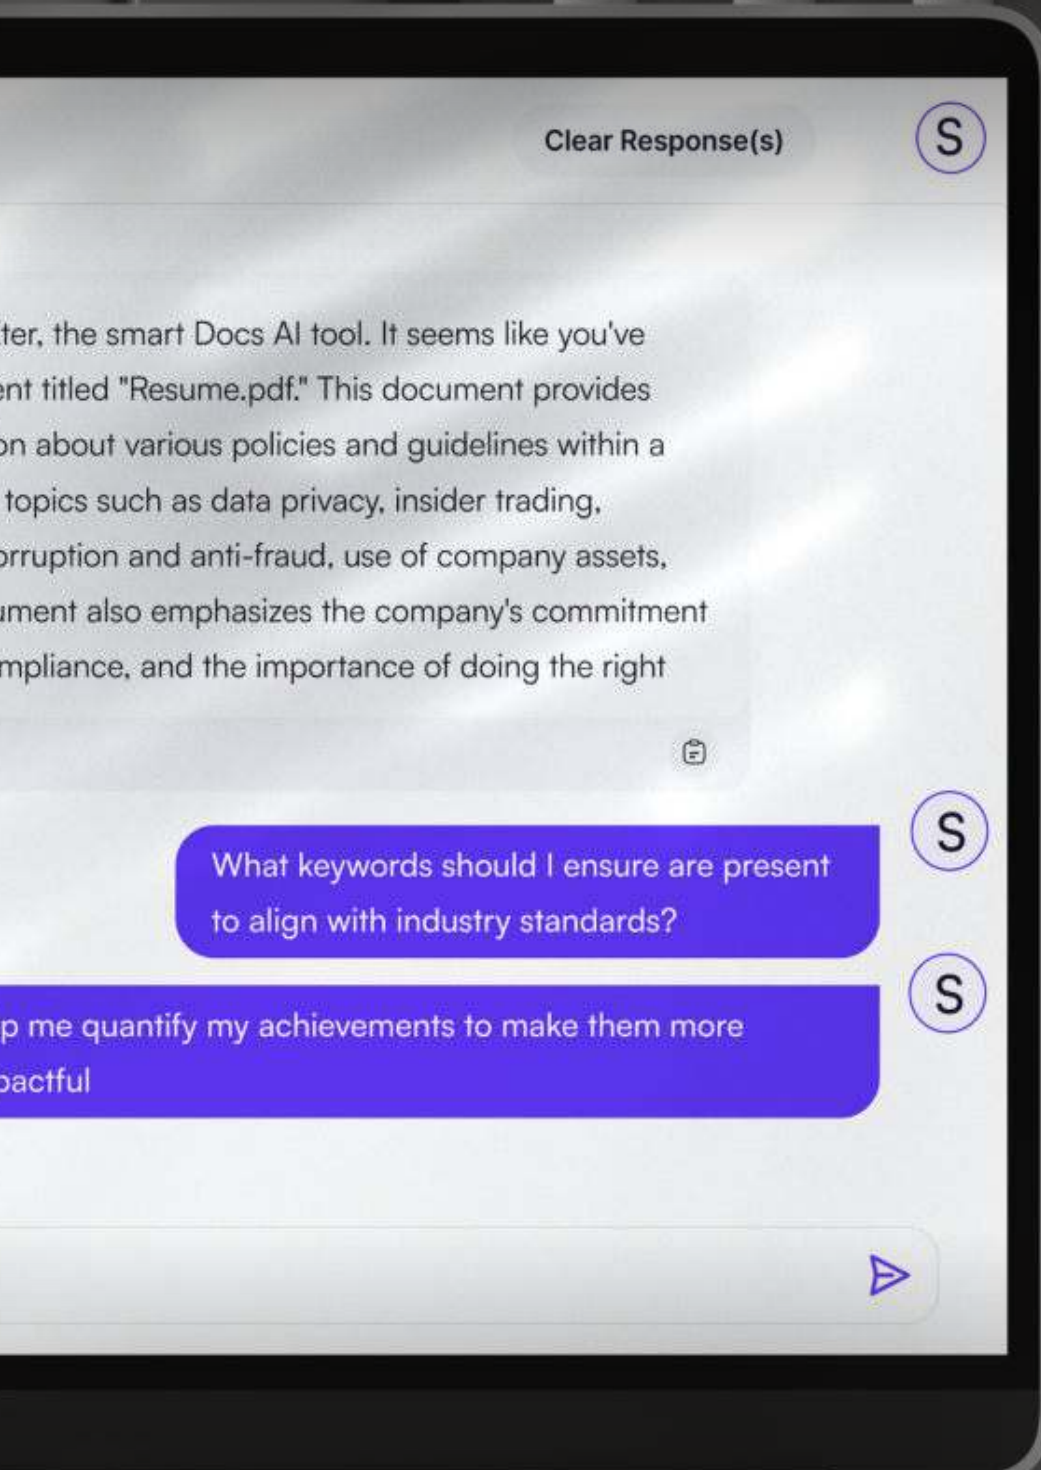 Clear Response(s)
S
ter, the smart Docs AI tool. It seems like you've
ent titled "Resume.pdf." This document provides
on about various policies and guidelines within a
topics such as data privacy, insider trading,
orruption and anti-fraud, use of company assets,
ument also emphasizes the company's commitment
mpliance, and the importance of doing the right
S
What keywords should I ensure are present
to align with industry standards?
S
p me quantify my achievements to make them more
pactful